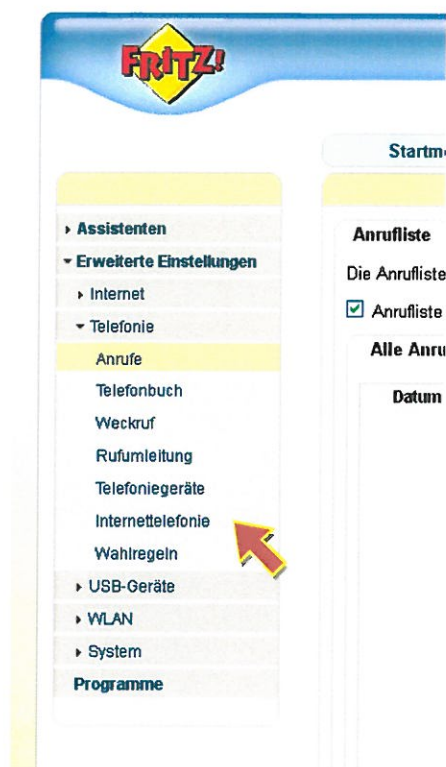 FRITZ!
Startm
Assistenten
Erweiterte Einstellungen
Internet
Telefonie
Anrufe
Telefonbuch
Weckruf
Rufumleitung
Telefoniegeräte
Internettelefonie
Wahlregeln
USB-Geräte
WLAN
System
Programme
Anrufliste
Die Anrufliste
Anrufliste
Alle Anru
Datum